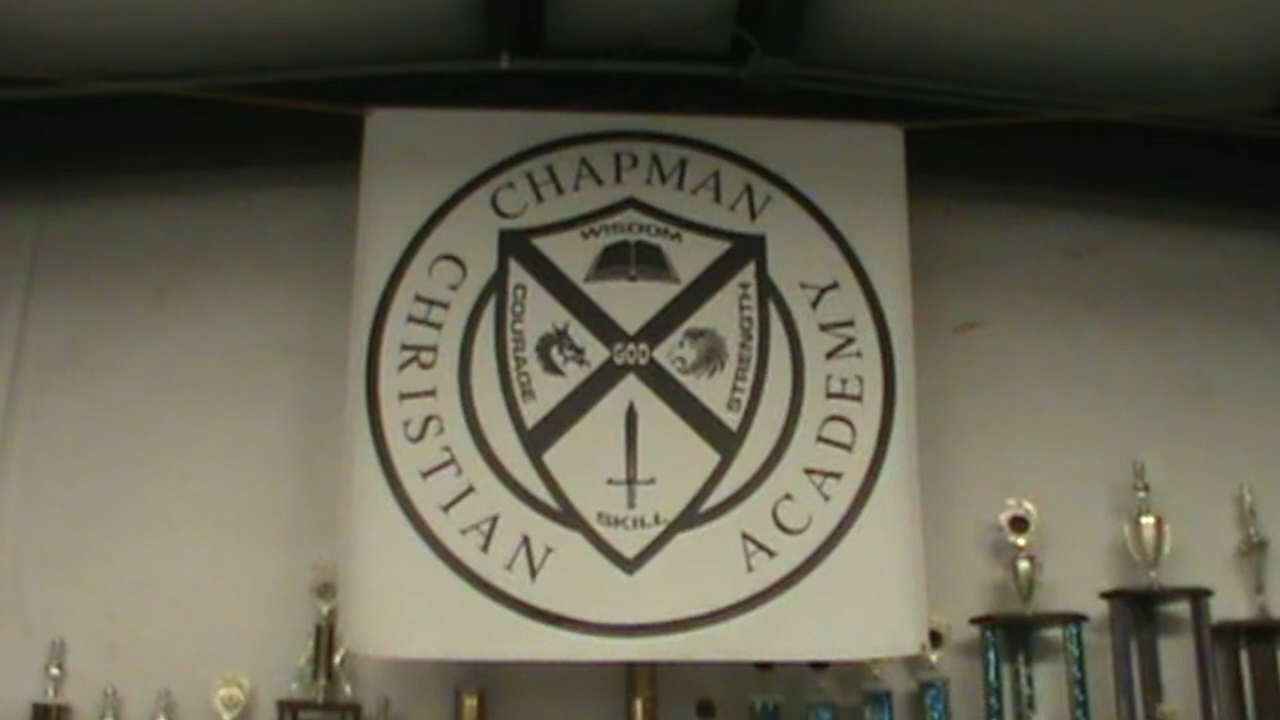 CHAPMAN
CHRISTIAN
ACADEMY
WISDOM
COURAGE
GOD
STRENGTH
SKILL